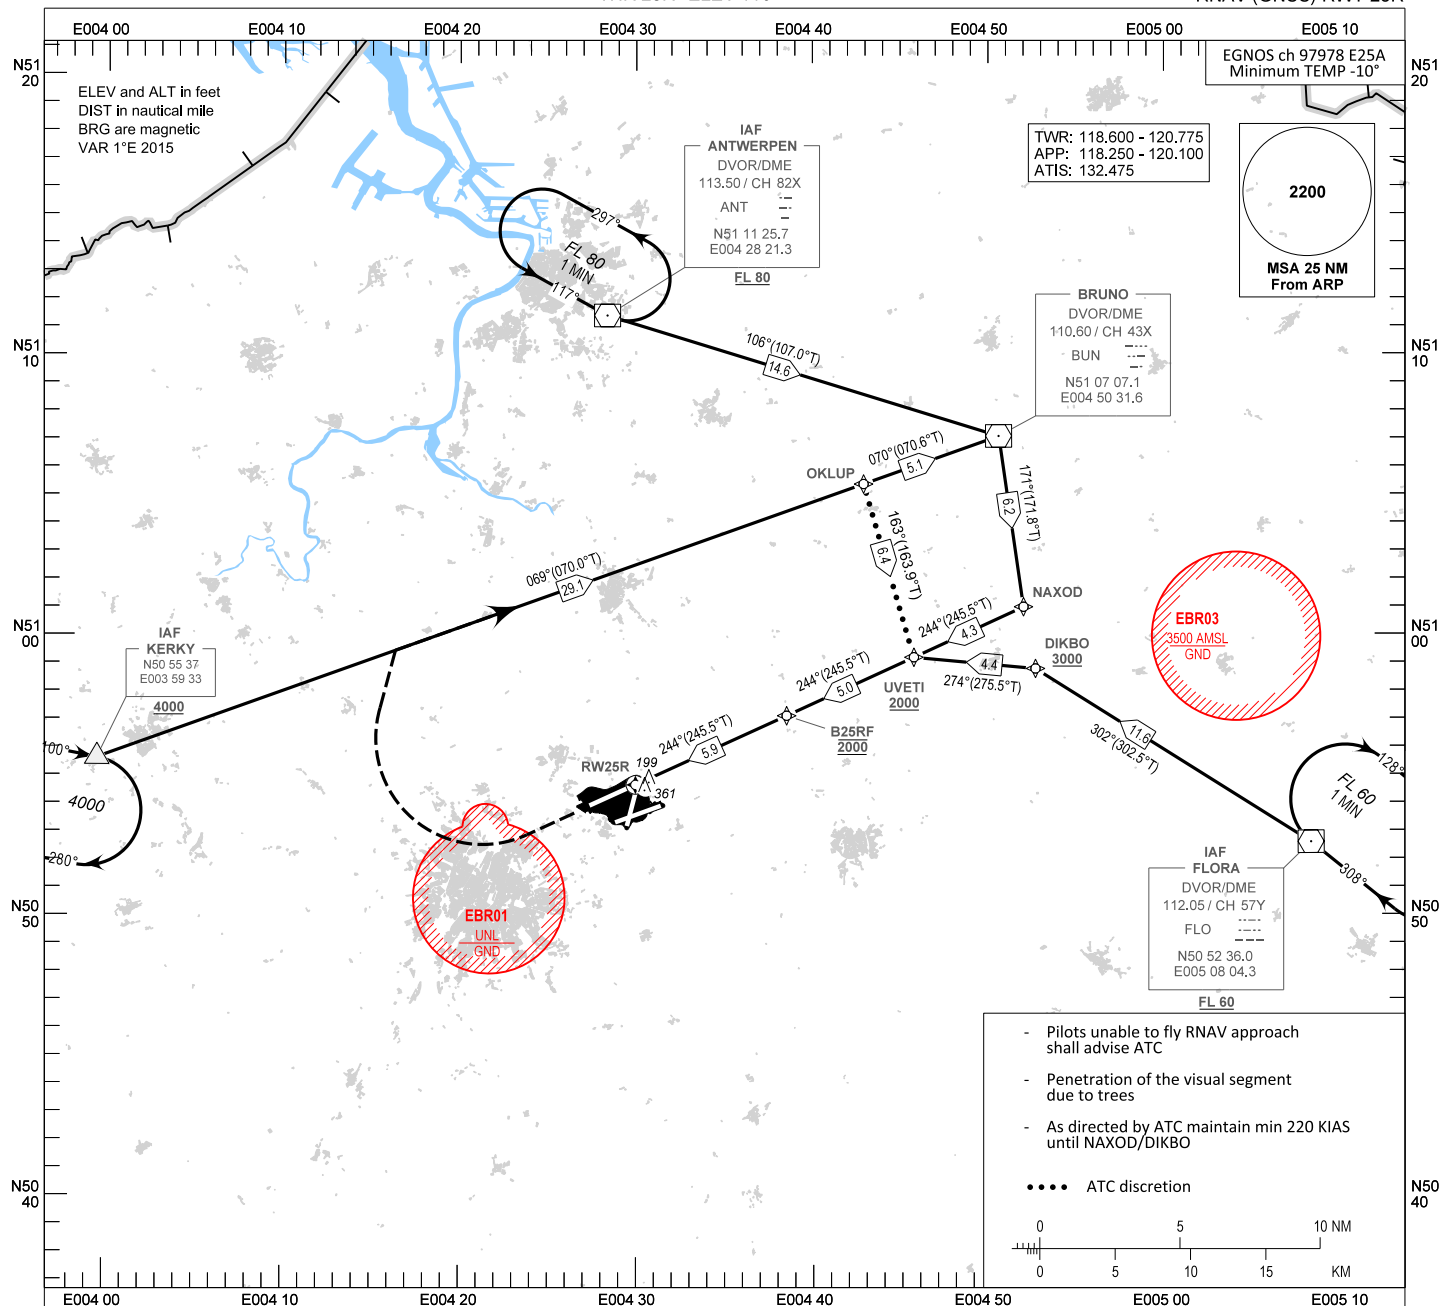 E004 00
E004 10
E004 20
E004 30
E004 40
E004 50
E005 00
E005 10
N51
20
N51
20
EGNOS ch 97978 E25A
Minimum TEMP -10°
ELEV and ALT in feet
DIST in nautical mile
BRG are magnetic
VAR 1°E 2015
TWR: 118.600 - 120.775
APP: 118.250 - 120.100
ATIS: 132.475
2200
MSA 25 NM
From ARP
IAF
ANTWERPEN
DVOR/DME
113.50 / CH 82X
ANT
N51 11 25.7
E004 28 21.3
FL 80
297°
FL 80
1 MIN
117°
BRUNO
DVOR/DME
110.60 / CH 43X
BUN
N51 07 07.1
E004 50 31.6
N51
10
N51
10
106°(107.0°T)
14.6
070°(070.6°T)
5.1
OKLUP
171°(171.8°T)
6.2
163°(163.9°T)
6.4
069°(070.0°T)
29.1
NAXOD
244°(245.5°T)
4.3
EBR03
3500 AMSL
GND
N51
00
N51
00
IAF
KERKY
N50 55 37
E003 59 33
4000
DIKBO
3000
4.4
274°(275.5°T)
UVETI
2000
244°(245.5°T)
5.0
B25RF
2000
244°(245.5°T)
5.9
302°(302.5°T)
11.6
100°
4000
280°
RW25R
199
361
128°
FL 60
1 MIN
308°
IAF
FLORA
DVOR/DME
112.05 / CH 57Y
FLO
N50 52 36.0
E005 08 04.3
FL 60
EBR01
UNL
GND
N50
50
N50
50
- Pilots unable to fly RNAV approach
shall advise ATC
- Penetration of the visual segment
due to trees
- As directed by ATC maintain min 220 KIAS
until NAXOD/DIKBO
•••• ATC discretion
N50
40
N50
40
0 5 10 NM
0 5 10 15 KM
E004 00
E004 10
E004 20
E004 30
E004 40
E004 50
E005 00
E005 10